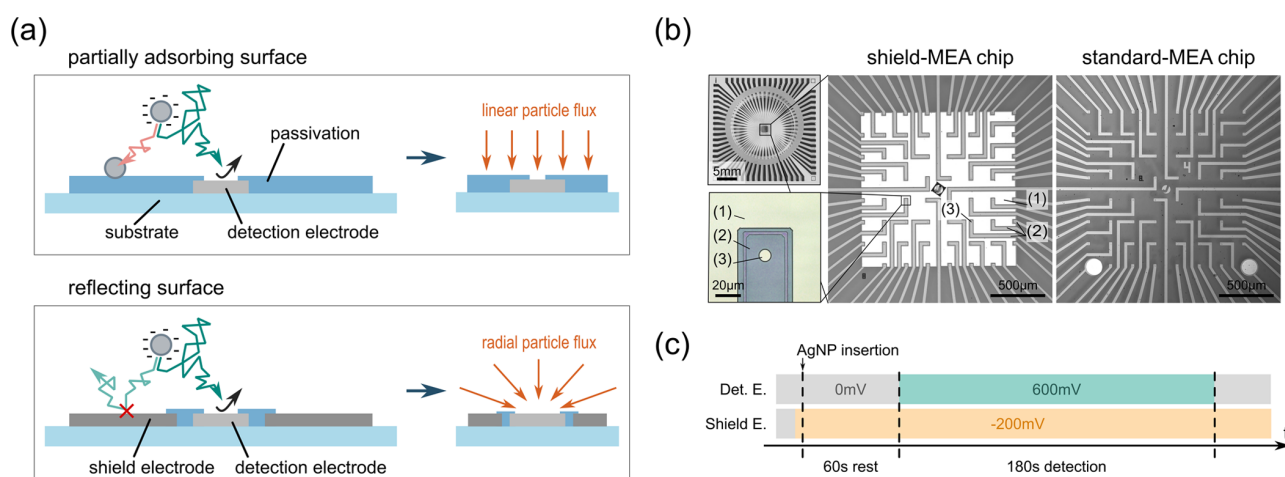 (a)
partially adsorbing surface
passivation
linear particle flux
substrate
detection electrode
reflecting surface
radial particle flux
shield electrode
detection electrode
(b)
shield-MEA chip
standard-MEA chip
5mm
(1)
(2)
(3)
20µm
(3)
(1)
(2)
500µm
500µm
(c)
AgNP insertion
Det. E.
0mV
600mV
Shield E.
-200mV
t
60s rest
180s detection